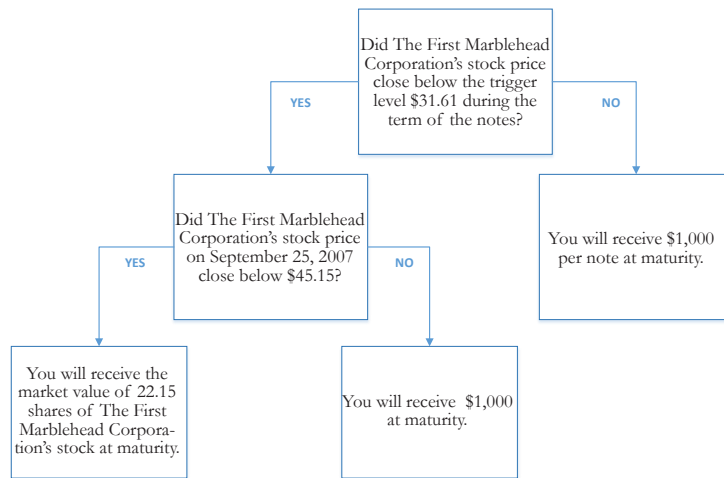 Did The First Marblehead
Corporation's stock price
close below the trigger
level $31.61 during the
term of the notes?
YES
NO
Did The First Marblehead
Corporation's stock price
on September 25, 2007
close below $45.15?
You will receive $1,000
per note at maturity.
YES
NO
You will receive the
market value of 22.15
shares of The First
Marblehead Corpora-
tion's stock at maturity.
You will receive $1,000
at maturity.